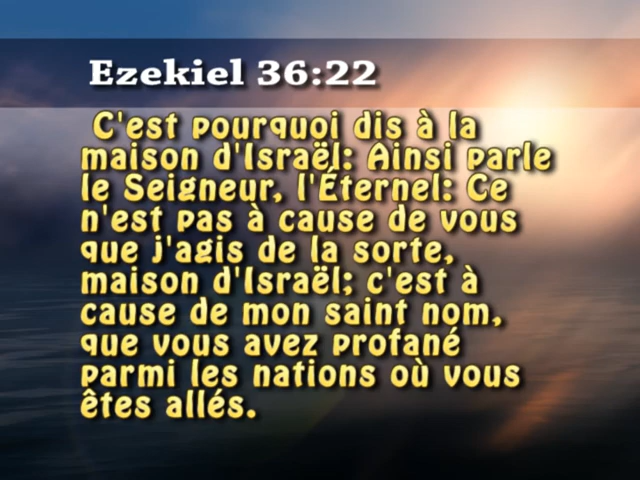 Ezekiel 36:22
C'est pourquoi dis à la
maison d'Israël: Ainsi parle
le Seigneur, l'Éternel: Ce
n'est pas à cause de vous
que j'agis de la sorte,
maison d'Israël; c'est à
cause de mon saint nom,
que vous avez profané
parmi les nations où vous
êtes allés.